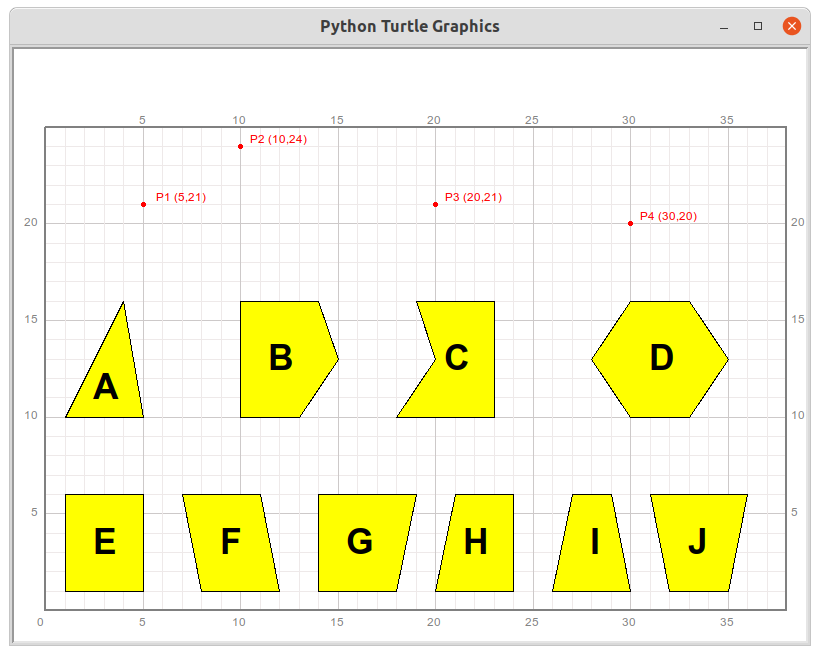 Python Turtle Graphics
5 10 15 20 25 30 35
P2 (10,24)
P1 (5,21) P3 (20,21)
P4 (30,20)
20 20
15 15
B C D
A
10 10
5 5
E F G H I J
0 5 10 15 20 25 30 35